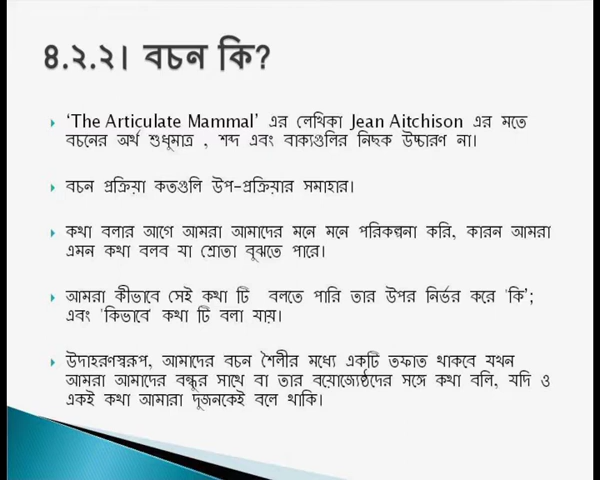 ৪.২.২। বচন কি?
‘The Articulate Mammal’ এর লেখিকা Jean Aitchison এর মতে
বচনের অর্থ শুধুমাত্র , শব্দ এবং বাক্যগুলির নিছক উচ্চারণ না।
বচন প্রক্রিয়া কতগুলি উপ-প্রক্রিয়ার সমাহার।
কথা বলার আগে আমরা আমাদের মনে মনে পরিকল্পনা করি, কারন আমরা
এমন কথা বলব যা শ্রোতা বুঝতে পারে।
আমরা কীভাবে সেই কথা টি বলতে পারি তার উপর নির্ভর করে 'কি’;
এবং 'কিভাবে' কথা টি বলা যায়।
উদাহরণস্বরূপ, আমাদের বচন শৈলীর মধ্যে একটি তফাত থাকবে যখন
আমরা আমাদের বন্ধুর সাথে বা তার বয়োজ্যেষ্ঠদের সঙ্গে কথা বলি, যদি ও
একই কথা আমারা দুজনকেই বলে থাকি।